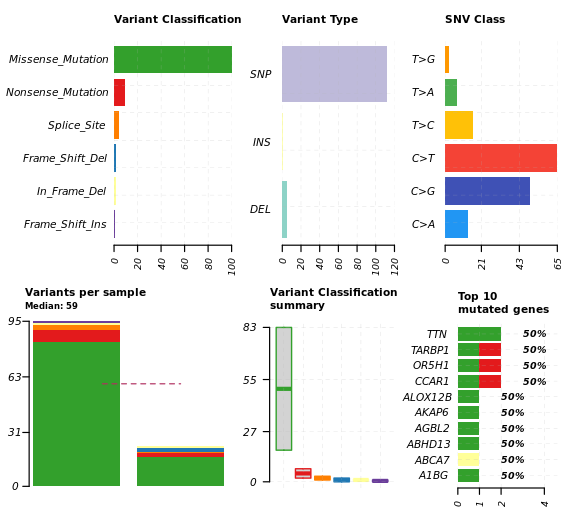 Variant Classification
Missense_Mutation
Nonsense_Mutation
Splice_Site
Frame_Shift_Del
In_Frame_Del
Frame_Shift_Ins
0 20 40 60 80 100
Variant Type
SNP
INS
DEL
0 20 40 60 80 100 120
SNV Class
T>G
T>A
T>C
C>T
C>G
C>A
0 21 43 65
Variants per sample
Median: 59
95
63
31
0
Variant Classification
summary
83
55
27
0
Top 10
mutated genes
TTN 50%
TARBP1 50%
OR5H1 50%
CCAR1 50%
ALOX12B 50%
AKAP6 50%
AGBL2 50%
ABHD13 50%
ABCA7 50%
A1BG 50%
0 1 2 4